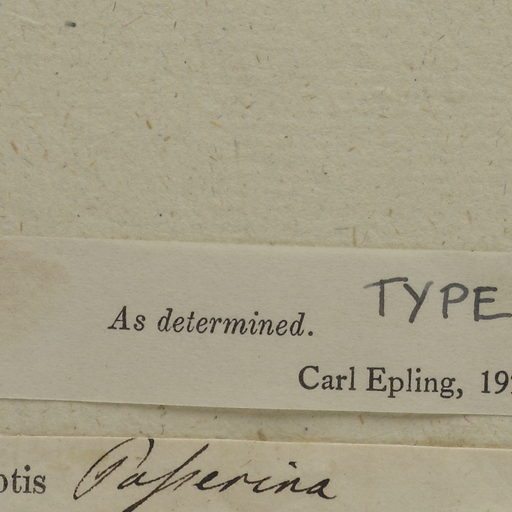 TYPE
As determined.
Carl Epling, 19
otis Passerina